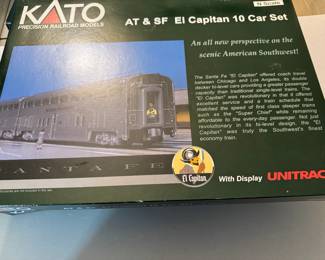 N Scale
KATO
PRECISION RAILROAD MODELS
AT & SF El Capitan 10 Car Set
An all new perspective on the
scenic American Southwest!
The Santa Fe "El Capitan" offered coach travel
between Chicago and Los Angeles. Its double
decker hi-level cars providing a greater passenger
capacity than traditional single-level trains. The
"El Capitan" was revolutionary in that it offered
excellent service and a train schedule that
matched the speed of first class sleeper trains
such as the "Super Chief" while remaining
affordable to the every-day passenger. Not just
revolutionary in its bi-level design, the "El
Capitan" was truly the Southwest's finest
economy train.
SANTA FE
El Capitan
With Display
UNITRAC